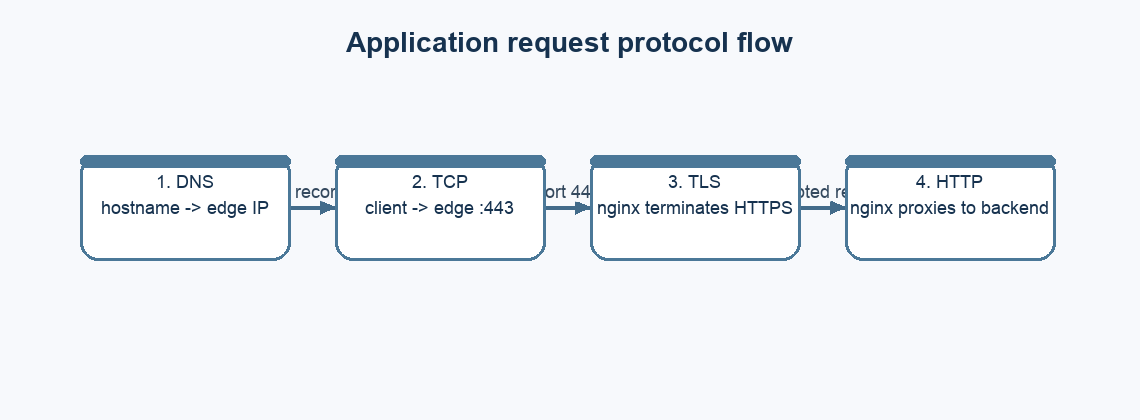 Application request protocol flow
1. DNS
hostname -> edge IP
2. TCP
client -> edge :443
3. TLS
nginx terminates HTTPS
4. HTTP
nginx proxies to backend